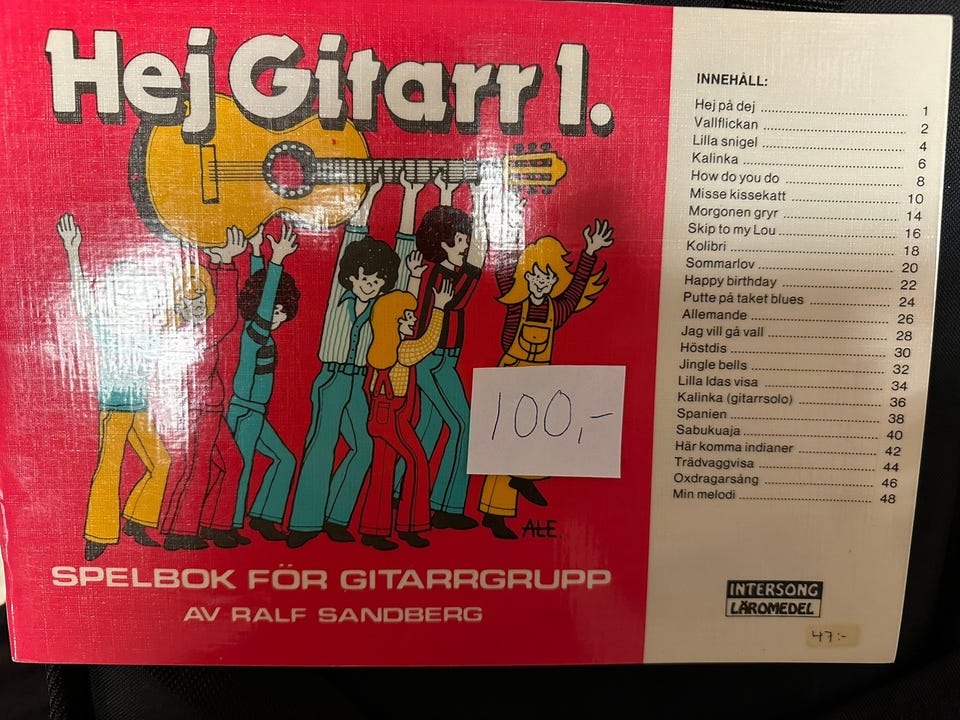 Hej Gitarr 1.
100,-
ALE.
SPELBOK FÖR GITARRGRUPP
AV RALF SANDBERG
INNEHÅLL:
Hej på dej 1
Vallflickan 2
Lilla snigel 4
Kalinka 6
How do you do 8
Misse kissekatt 10
Morgonen gryr 14
Skip to my Lou 16
Kolibri 18
Sommarlov 20
Happy birthday 22
Putte på taket blues 24
Allemande 26
Jag vill gå vall 28
Höstdis 30
Jingle bells 32
Lilla Idas visa 34
Kalinka (gitarrsolo) 36
Spanien 38
Sabukuaja 40
Här komma indianer 42
Trädvaggvisa 44
Oxdragarsång 46
Min melodi 48
INTERSONG
LÄROMEDEL
47:-